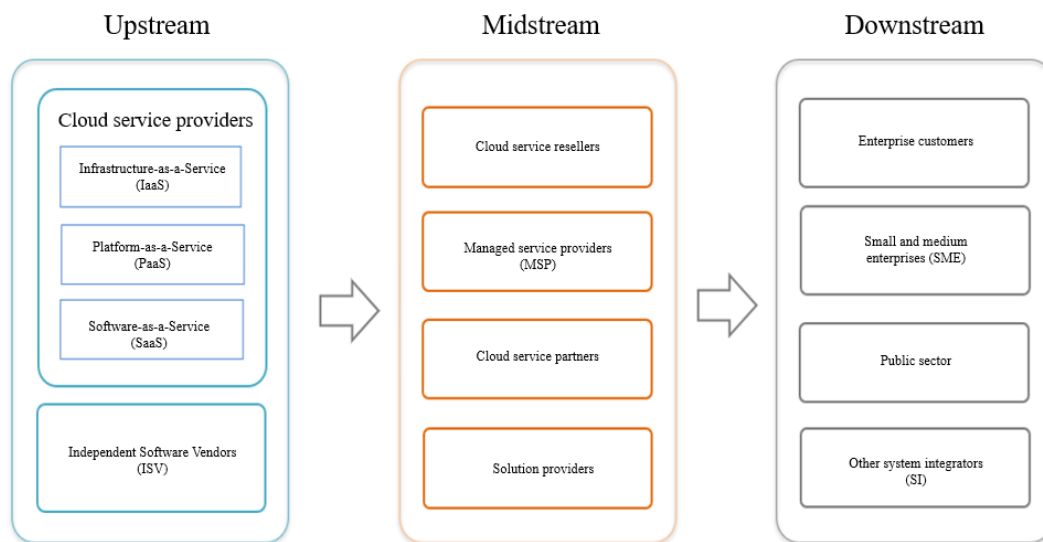 Upstream
Cloud service providers
Infrastructure-as-a-Service
(IaaS)
Platform-as-a-Service
(PaaS)
Software-as-a-Service
(SaaS)
Independent Software Vendors
(ISV)
Midstream
Cloud service resellers
Managed service providers
(MSP)
Cloud service partners
Solution providers
Downstream
Enterprise customers
Small and medium
enterprises (SME)
Public sector
Other system integrators
(SI)